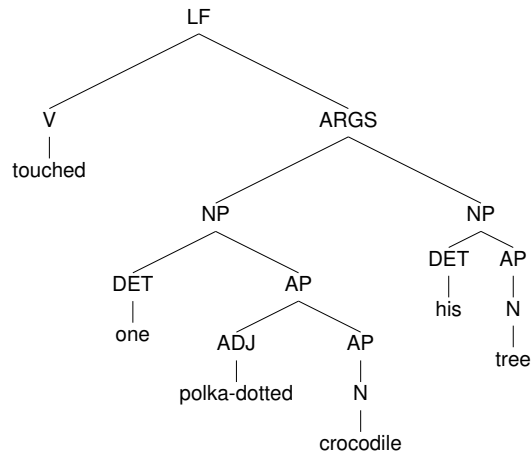 LF
V ARGS
touched
NP NP
DET AP DET AP
one his N
ADJ AP tree
polka-dotted N
crocodile